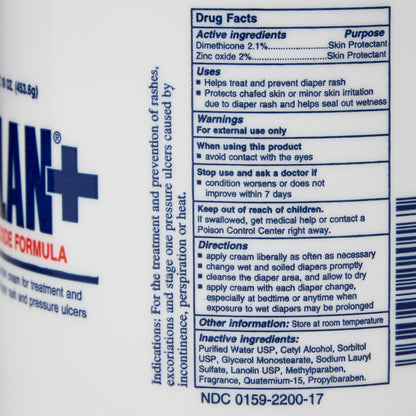 16 OZ. (453.6g)
LAN®+
IDE FORMULA
cream for treatment and
rash and pressure ulcers
Indications: For the treatment and prevention of rashes,
excoriations and stage one pressure ulcers caused by
incontinence, perspiration or heat.
Drug Facts
Active ingredients Purpose
Dimethicone 2.1%..................Skin Protectant
Zinc oxide 2%........................Skin Protectant
Uses
▪ Helps treat and prevent diaper rash
▪ Protects chafed skin or minor skin irritation
due to diaper rash and helps seal out wetness
Warnings
For external use only
When using this product
▪ avoid contact with the eyes
Stop use and ask a doctor if
▪ condition worsens or does not
improve within 7 days
Keep out of reach of children.
If swallowed, get medical help or contact a
Poison Control Center right away.
Directions
▪ apply cream liberally as often as necessary
▪ change wet and soiled diapers promptly
▪ cleanse the diaper area, and allow to dry
▪ apply cream with each diaper change,
especially at bedtime or anytime when
exposure to wet diapers may be prolonged
Other information: Store at room temperature
Inactive ingredients:
Purified Water USP, Cetyl Alcohol, Sorbitol
USP, Glycerol Monostearate, Sodium Lauryl
Sulfate, Lanolin USP, Methylparaben,
Fragrance, Quaternium-15, Propylbaraben.
NDC 0159-2200-17